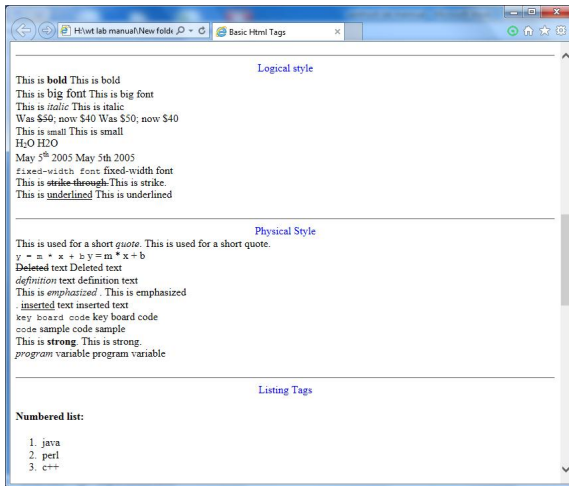 H:\wt lab manual\New folde
Basic Html Tags
Logical style
This is bold This is bold
This is big font This is big font
This is italic This is italic
Was $50; now $40 Was $50; now $40
This is small This is small
H2O H2O
May 5th 2005 May 5th 2005
fixed-width font fixed-width font
This is strike through.This is strike.
This is underlined This is underlined
Physical Style
This is used for a short quote. This is used for a short quote.
y = m * x + b y = m * x + b
Deleted text Deleted text
definition text definition text
This is emphasized . This is emphasized
. inserted text inserted text
key board code key board code
code sample code sample
This is strong. This is strong.
program variable program variable
Listing Tags
Numbered list:
1. java
2. perl
3. c++